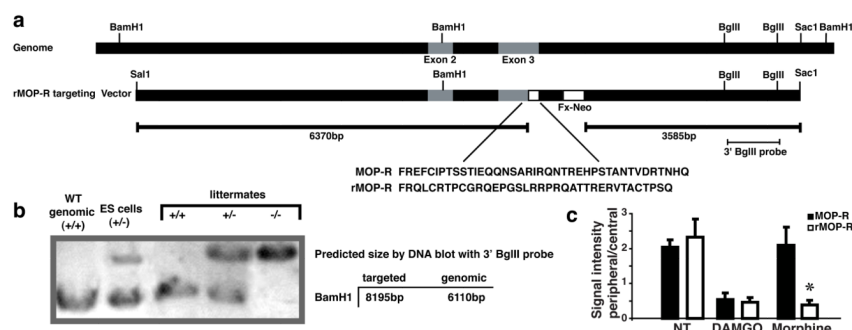 a
BamH1 BamH1 BglII BglII Sac1 BamH1
Genome
Exon 2 Exon 3
Sal1 BamH1 BglII BglII Sac1
rMOP-R targeting Vector
Fx-Neo
6370bp 3585bp
3' BglII probe
MOP-R FREFCIPTSSTIEQQNSARIRQNTREHPSTANTVDRTNHQ
rMOP-R FRQLCRTPCGRQEPGSLRRPRQATTRERVTACTPSQ
b
WT genomic (+/+)
ES cells (+/-)
littermates
+/+ +/- -/-
Predicted size by DNA blot with 3' BglII probe
targeted genomic
BamH1 8195bp 6110bp
c
Signal intensity
peripheral/central
3
2
1
0
MOP-R
rMOP-R
*
NT DAMGO Morphine